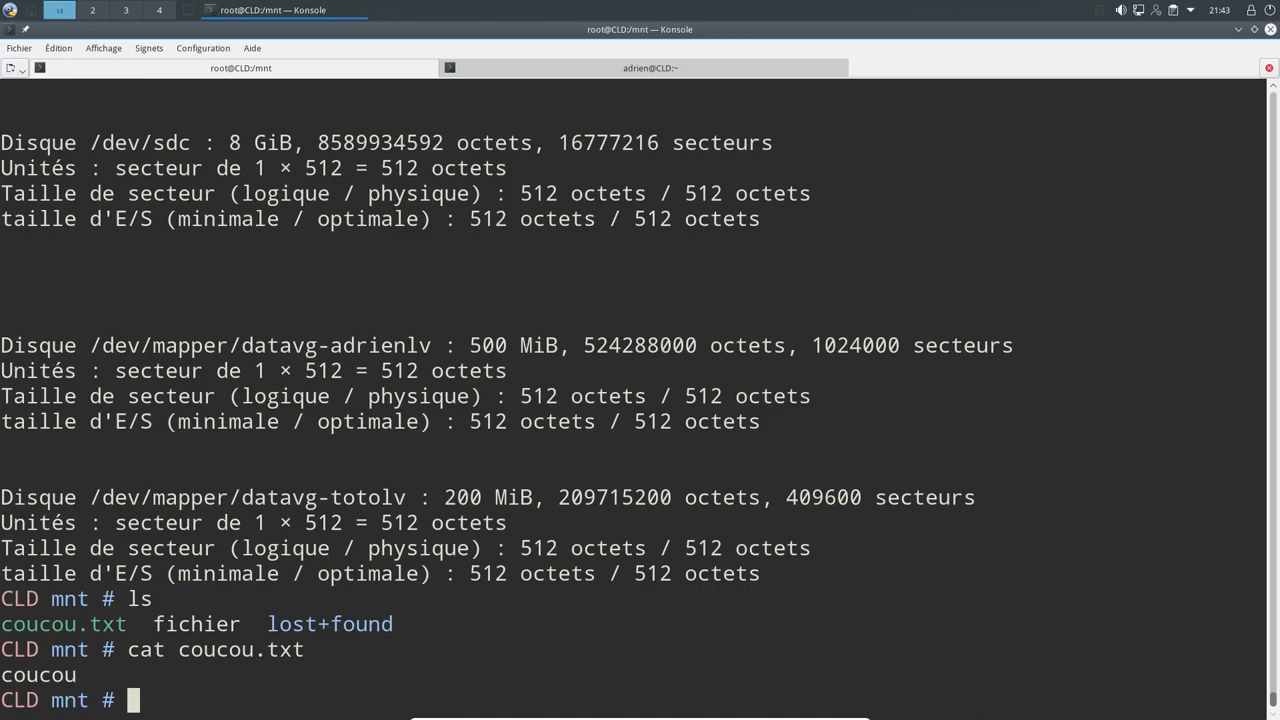 2
3
4
root@CLD:/mnt — Konsole
21:43
root@CLD:/mnt — Konsole
Fichier Édition Affichage Signets Configuration Aide
root@CLD:/mnt
adrien@CLD:~
Disque /dev/sdc : 8 GiB, 8589934592 octets, 16777216 secteurs
Unités : secteur de 1 × 512 = 512 octets
Taille de secteur (logique / physique) : 512 octets / 512 octets
taille d'E/S (minimale / optimale) : 512 octets / 512 octets
Disque /dev/mapper/datavg-adrienlv : 500 MiB, 524288000 octets, 1024000 secteurs
Unités : secteur de 1 × 512 = 512 octets
Taille de secteur (logique / physique) : 512 octets / 512 octets
taille d'E/S (minimale / optimale) : 512 octets / 512 octets
Disque /dev/mapper/datavg-totolv : 200 MiB, 209715200 octets, 409600 secteurs
Unités : secteur de 1 × 512 = 512 octets
Taille de secteur (logique / physique) : 512 octets / 512 octets
taille d'E/S (minimale / optimale) : 512 octets / 512 octets
CLD mnt # ls
coucou.txt fichier lost+found
CLD mnt # cat coucou.txt
coucou
CLD mnt #